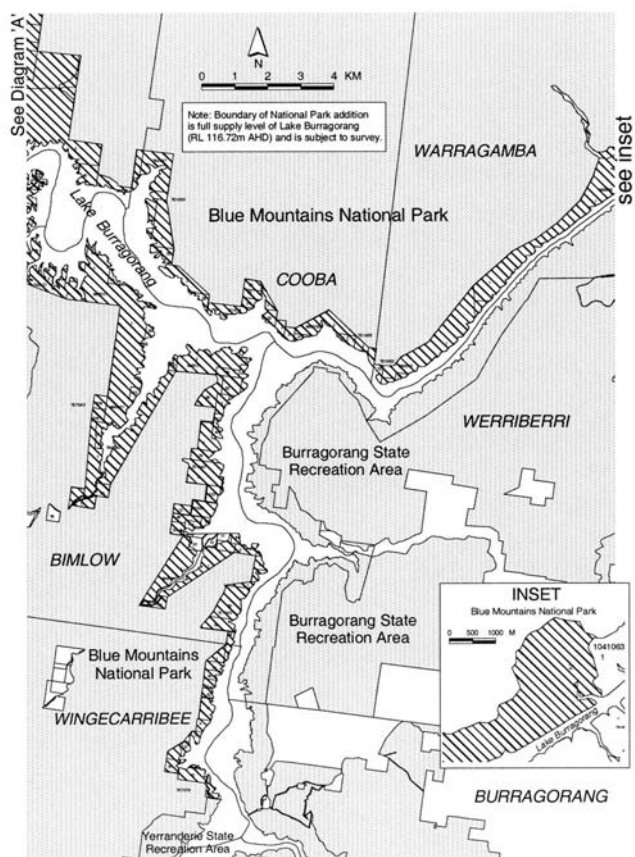 See Diagram 'A'
N
0 1 2 3 4 KM
Note: Boundary of National Park addition
is full supply level of Lake Burragorang
(RL 116.72m AHD) and is subject to survey.
WARRAGAMBA
see inset
Lake Burragorang
Blue Mountains National Park
COOBA
WERRIBERRI
Burragorang State
Recreation Area
BIMLOW
INSET
Blue Mountains National Park
0 500 1000 M
1041063
1
Lake Burragorang
Burragorang State
Recreation Area
Blue Mountains
National Park
WINGECARRIBEE
BURRAGORANG
Yerranderie State
Recreation Area